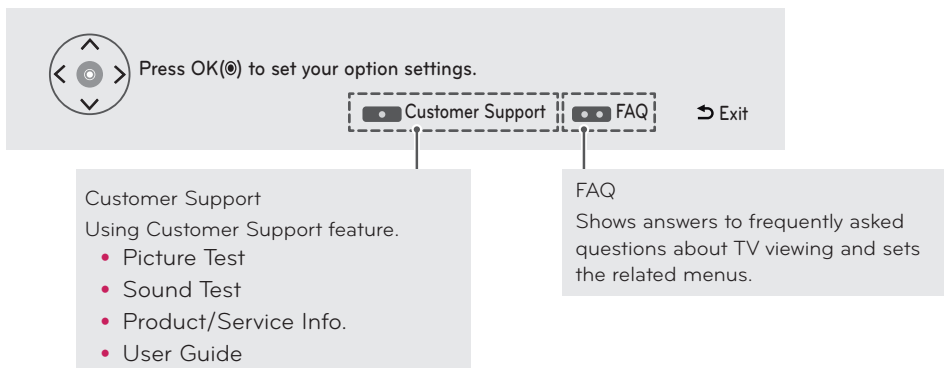 Press OK(◉) to set your option settings.
Customer Support
FAQ
Exit
Customer Support
Using Customer Support feature.
• Picture Test
• Sound Test
• Product/Service Info.
• User Guide
FAQ
Shows answers to frequently asked
questions about TV viewing and sets
the related menus.